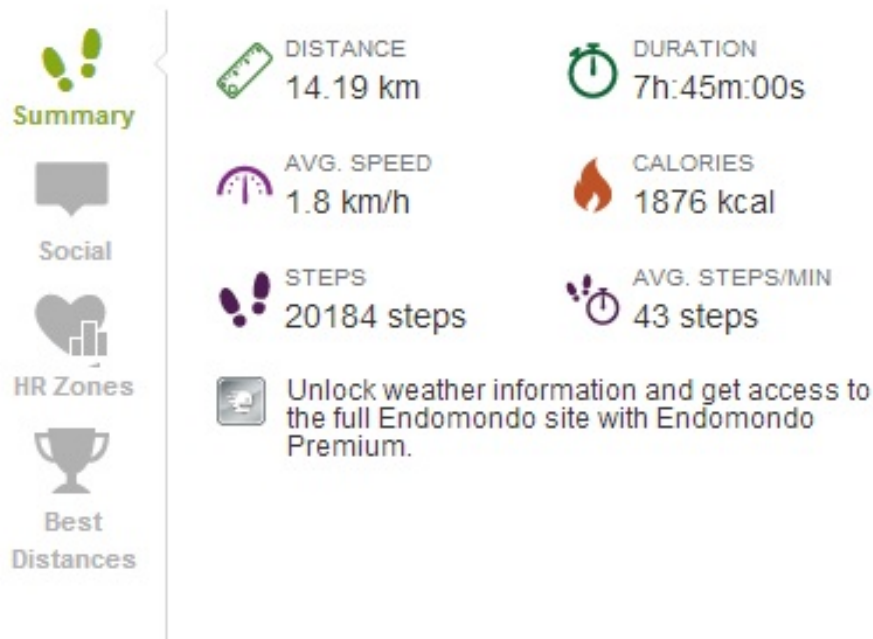 Summary
Social
HR Zones
Best
Distances
DISTANCE
14.19 km
DURATION
7h:45m:00s
AVG. SPEED
1.8 km/h
CALORIES
1876 kcal
STEPS
20184 steps
AVG. STEPS/MIN
43 steps
Unlock weather information and get access to
the full Endomondo site with Endomondo
Premium.